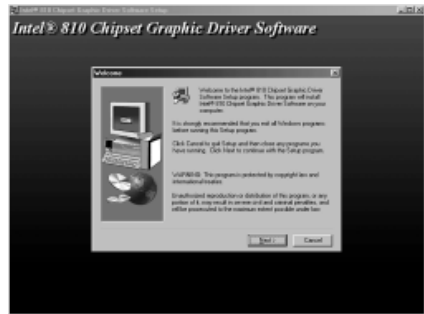 Intel® 810 Chipset Graphic Driver Software Setup
Intel® 810 Chipset Graphic Driver Software
Welcome
Welcome to the Intel® 810 Chipset Graphic Driver
Software Setup program. This program will install
Intel® 810 Chipset Graphic Driver Software on your
computer.
It is strongly recommended that you exit all Windows programs
before running this Setup program.
Click Cancel to quit Setup and then close any programs you
have running. Click Next to continue with the Setup program.
WARNING: This program is protected by copyright law and
international treaties.
Unauthorized reproduction or distribution of this program, or any
portion of it, may result in severe civil and criminal penalties, and
will be prosecuted to the maximum extent possible under law.
Next >
Cancel